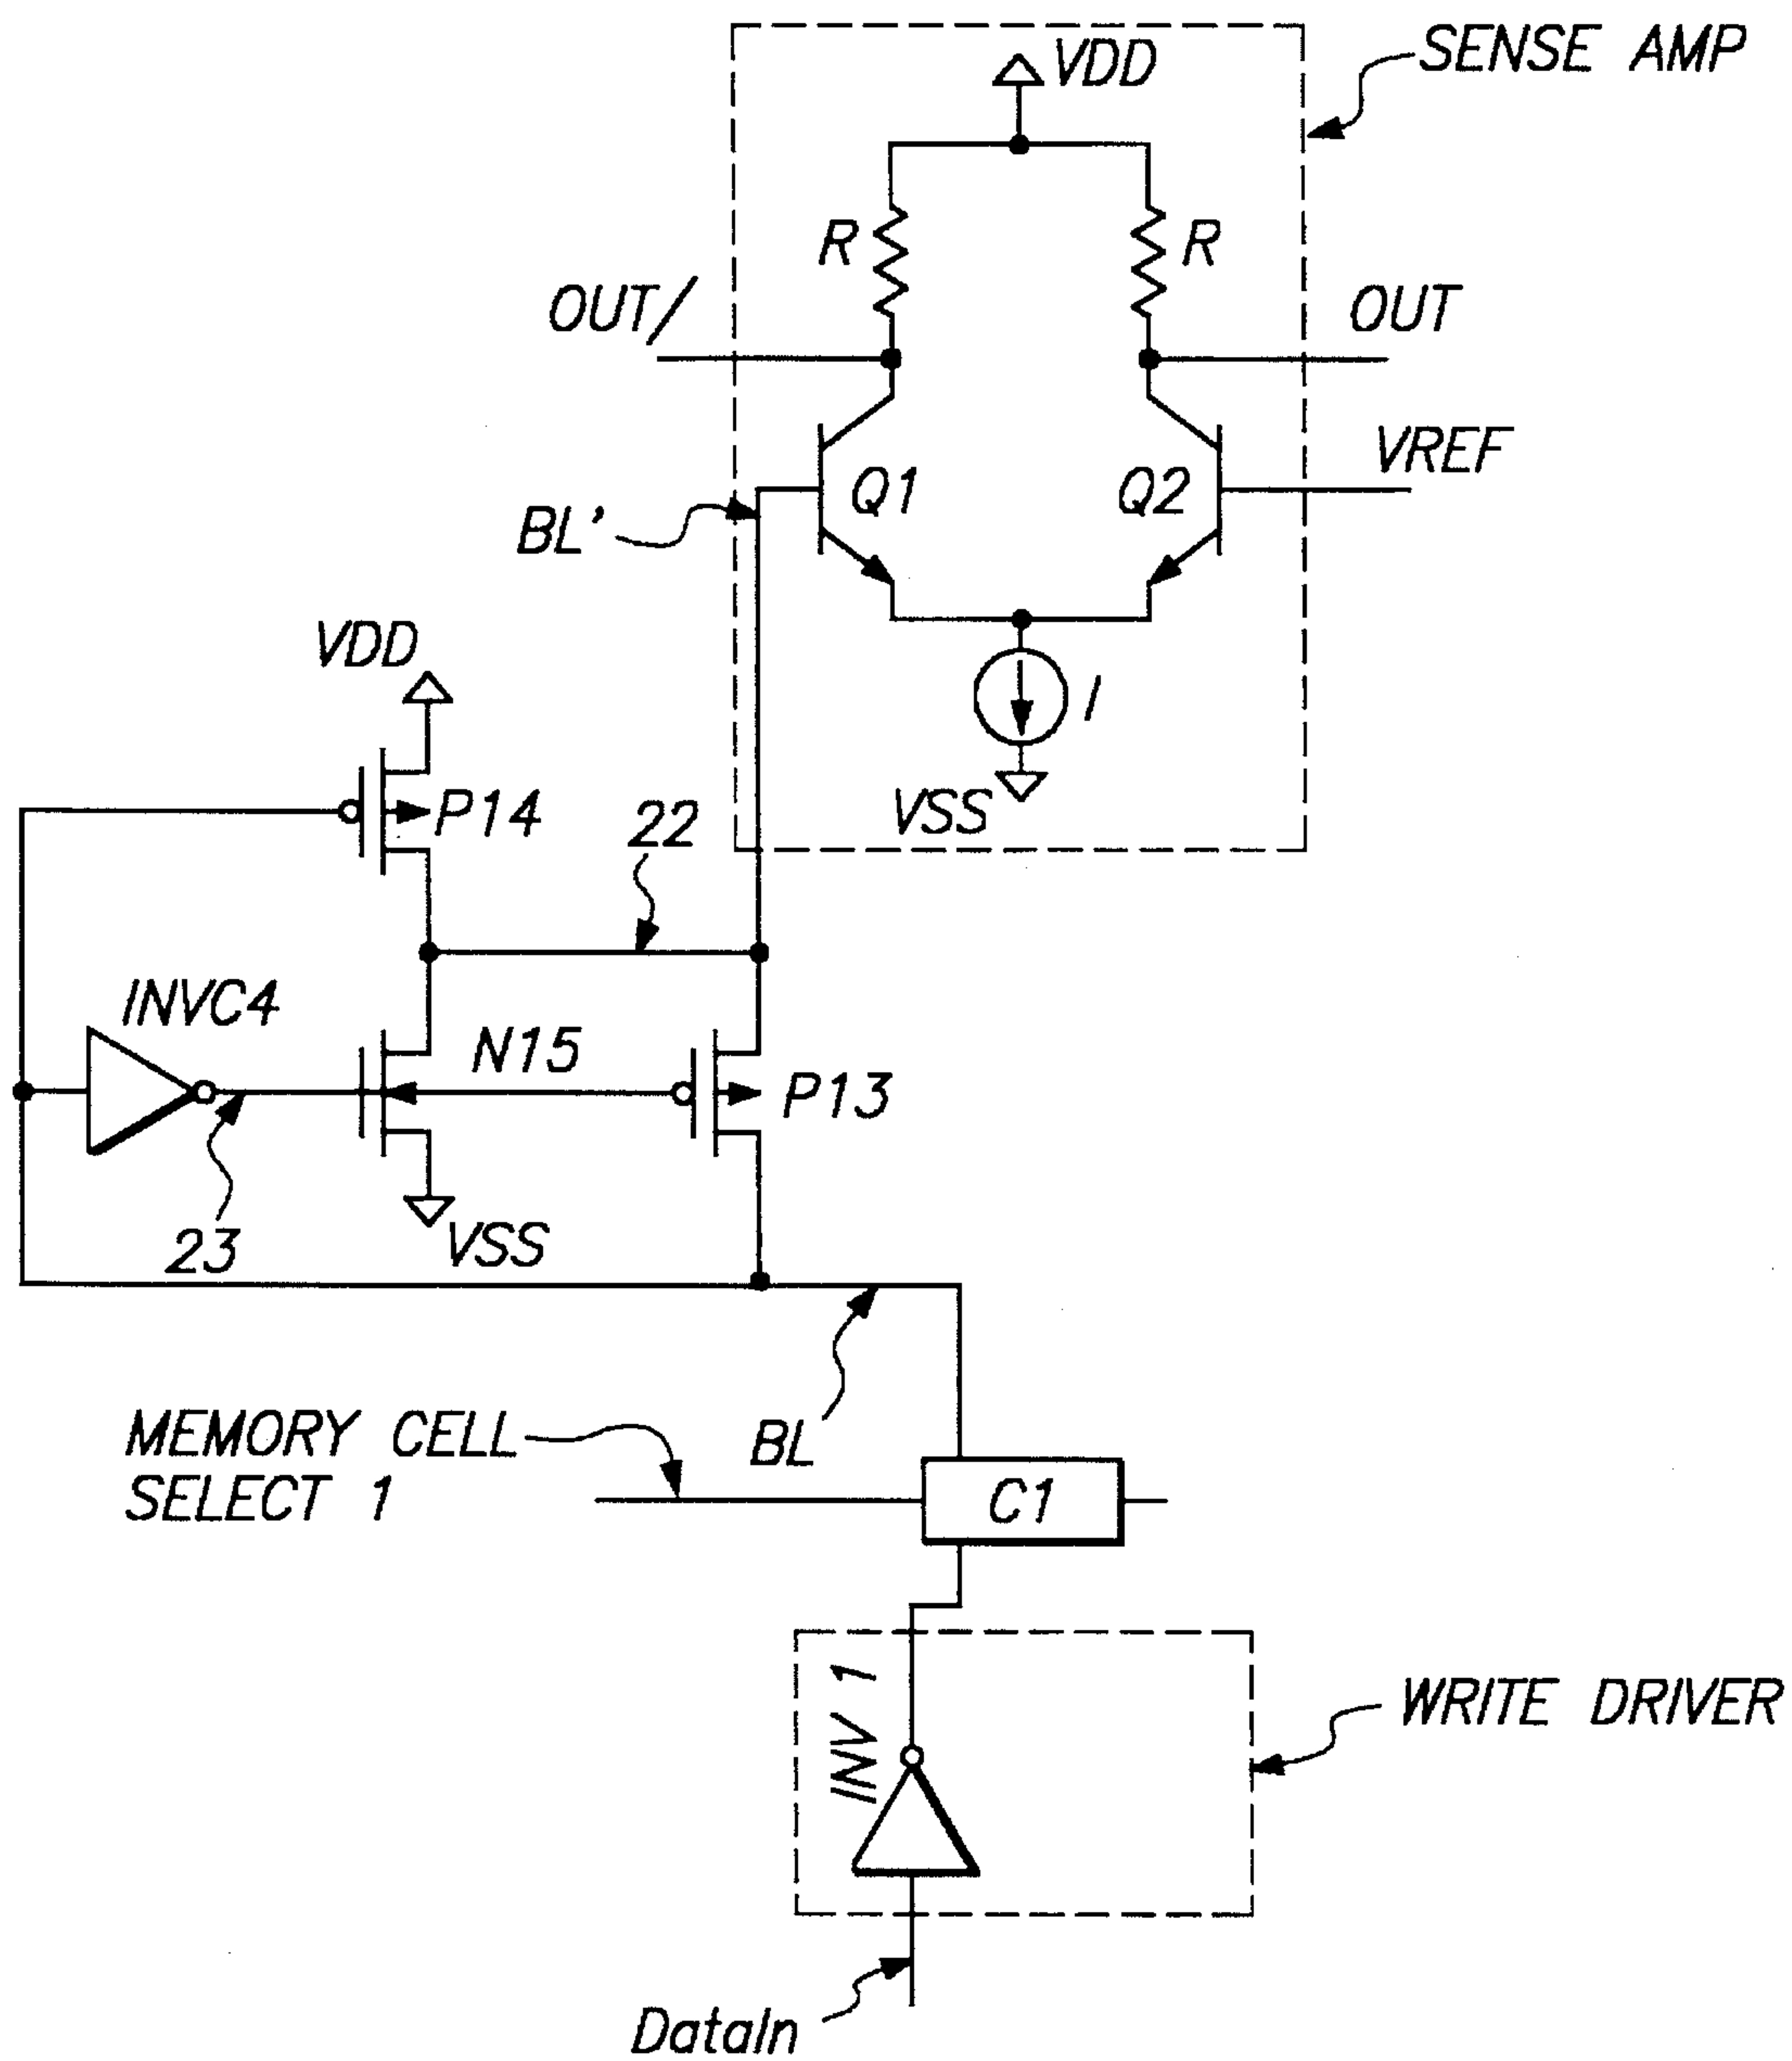 SENSE AMP
VDD
R
R
OUT/
OUT
VREF
Q1
Q2
BL'
VDD
I
P14
22
VSS
INVC4
N15
P13
23
VSS
MEMORY CELL
SELECT 1
BL
C1
INV 1
WRITE DRIVER
DataIn